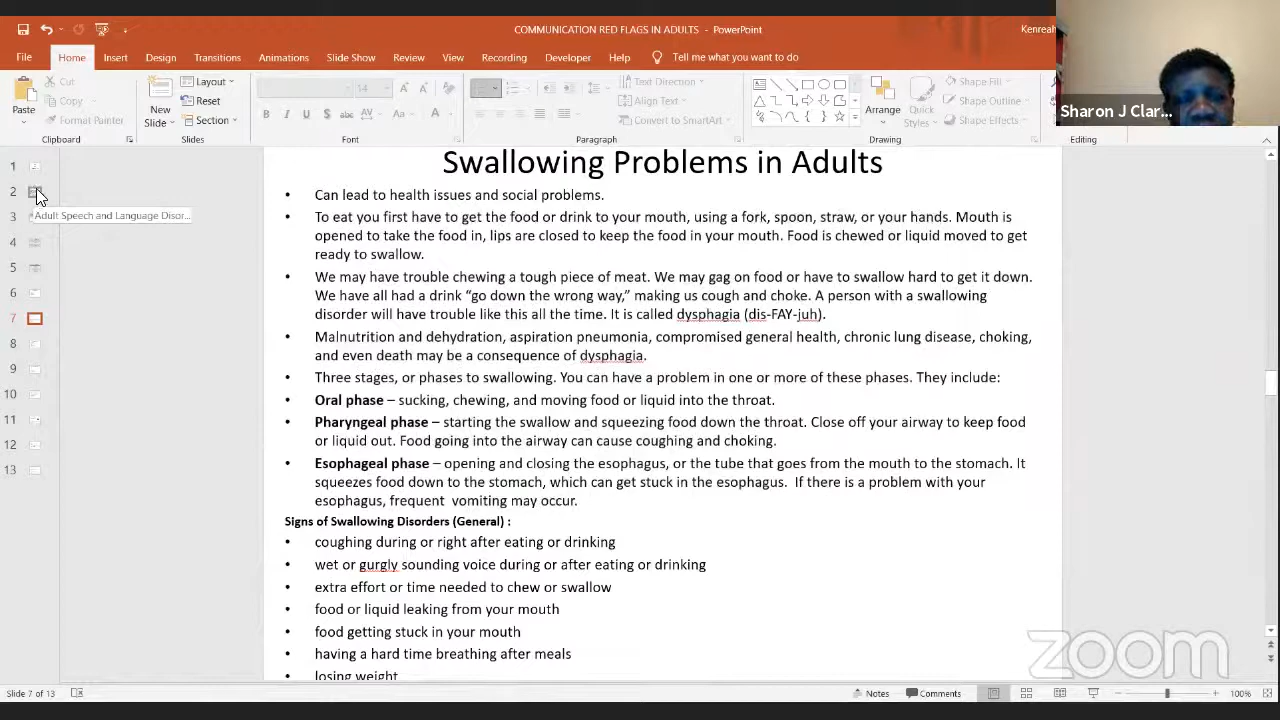 COMMUNICATION RED FLAGS IN ADULTS - PowerPoint
Kenreah
File Home Insert Design Transitions Animations Slide Show Review View Recording Developer Help Tell me what you want to do
Paste
Cut
Copy
Format Painter
Clipboard
New
Slide
Layout
Reset
Section
Slides
14
Font
Text Direction
Align Text
Convert to SmartArt
Paragraph
Arrange
Quick
Styles
Shape Fill
Shape Outline
Shape Effects
Drawing
Editing
Sharon J Clar...
1
2
Adult Speech and Language Disor...
3
4
5
6
7
8
9
10
11
12
13
Swallowing Problems in Adults
• Can lead to health issues and social problems.
• To eat you first have to get the food or drink to your mouth, using a fork, spoon, straw, or your hands. Mouth is
opened to take the food in, lips are closed to keep the food in your mouth. Food is chewed or liquid moved to get
ready to swallow.
• We may have trouble chewing a tough piece of meat. We may gag on food or have to swallow hard to get it down.
We have all had a drink “go down the wrong way,” making us cough and choke. A person with a swallowing
disorder will have trouble like this all the time. It is called dysphagia (dis-FAY-juh).
• Malnutrition and dehydration, aspiration pneumonia, compromised general health, chronic lung disease, choking,
and even death may be a consequence of dysphagia.
• Three stages, or phases to swallowing. You can have a problem in one or more of these phases. They include:
• Oral phase – sucking, chewing, and moving food or liquid into the throat.
• Pharyngeal phase – starting the swallow and squeezing food down the throat. Close off your airway to keep food
or liquid out. Food going into the airway can cause coughing and choking.
• Esophageal phase – opening and closing the esophagus, or the tube that goes from the mouth to the stomach. It
squeezes food down to the stomach, which can get stuck in the esophagus. If there is a problem with your
esophagus, frequent vomiting may occur.
Signs of Swallowing Disorders (General) :
• coughing during or right after eating or drinking
• wet or gurgly sounding voice during or after eating or drinking
• extra effort or time needed to chew or swallow
• food or liquid leaking from your mouth
• food getting stuck in your mouth
• having a hard time breathing after meals
losing weight
zoom
Slide 7 of 13
Notes
Comments
100%